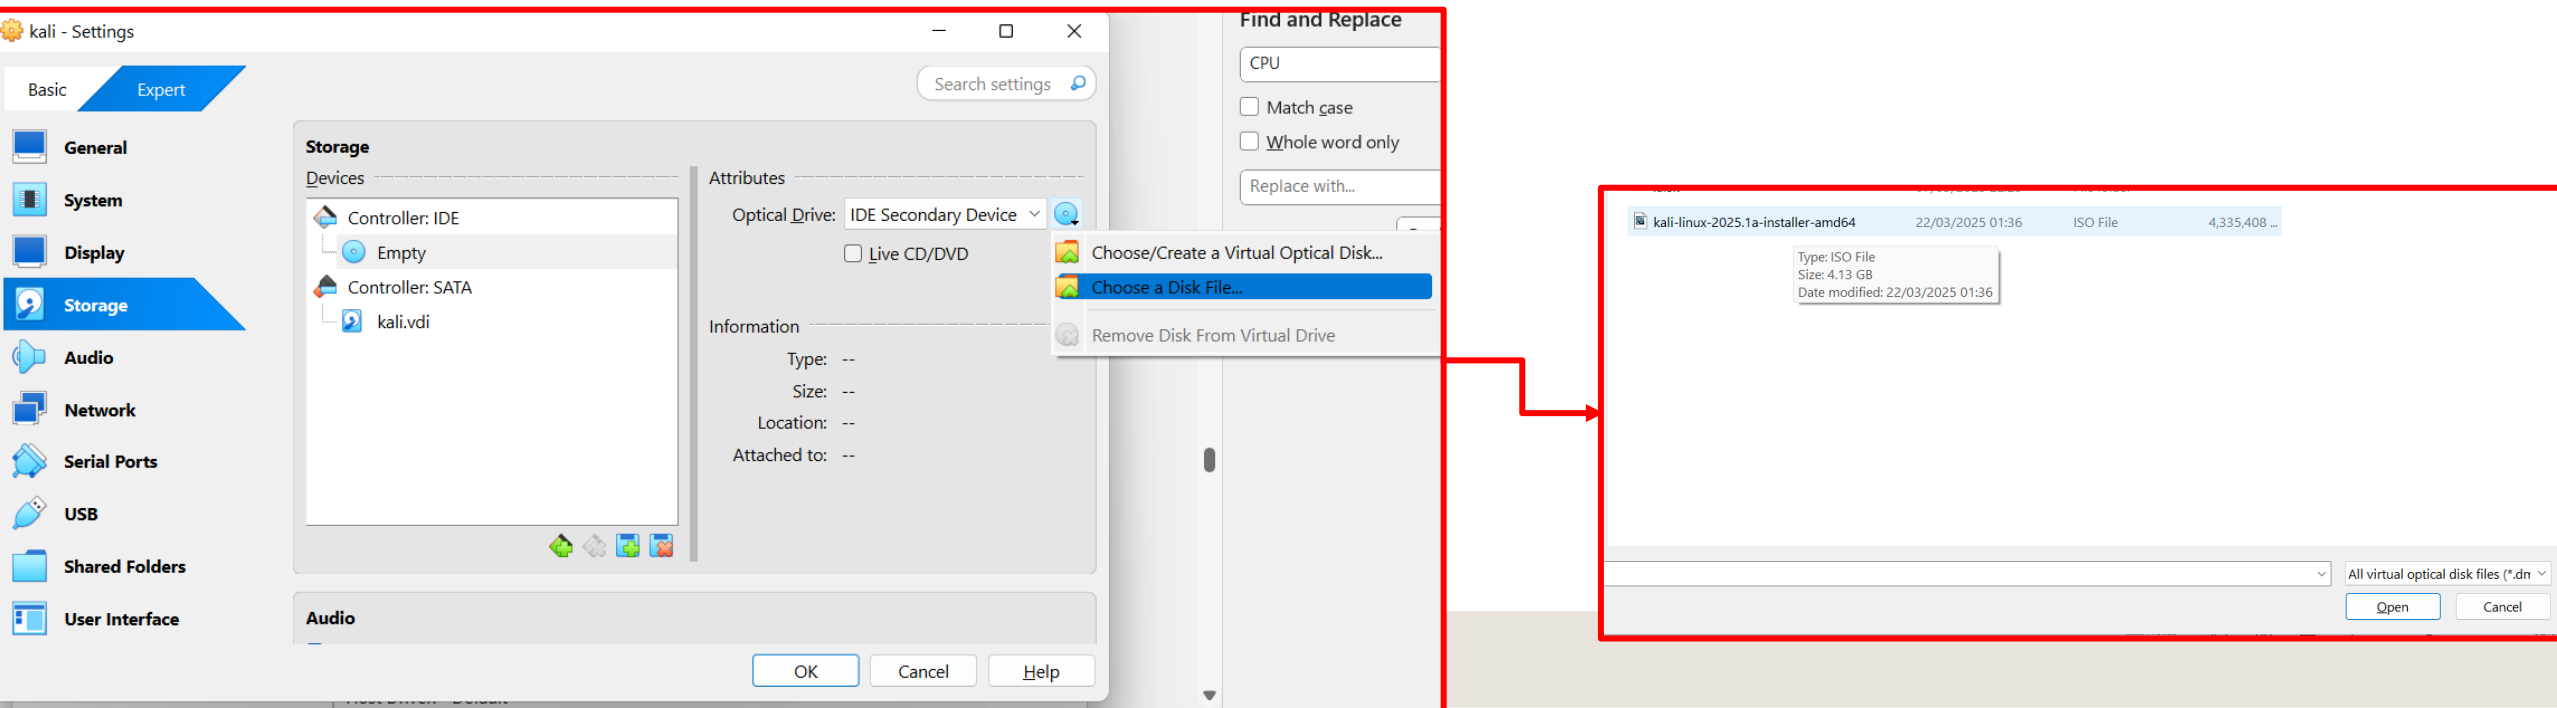 kali - Settings
Basic
Expert
Search settings
General
System
Display
Storage
Audio
Network
Serial Ports
USB
Shared Folders
User Interface
Storage
Devices
Controller: IDE
Empty
Controller: SATA
kali.vdi
Attributes
Optical Drive: IDE Secondary Device
Live CD/DVD
Choose/Create a Virtual Optical Disk...
Choose a Disk File...
Remove Disk From Virtual Drive
Information
Type: --
Size: --
Location: --
Attached to: --
Audio
OK
Cancel
Help
Find and Replace
CPU
Match case
Whole word only
Replace with...
kali-linux-2025.1a-installer-amd64 22/03/2025 01:36 ISO File 4,335,408 ...
Type: ISO File
Size: 4.13 GB
Date modified: 22/03/2025 01:36
All virtual optical disk files (*.dm
Open
Cancel